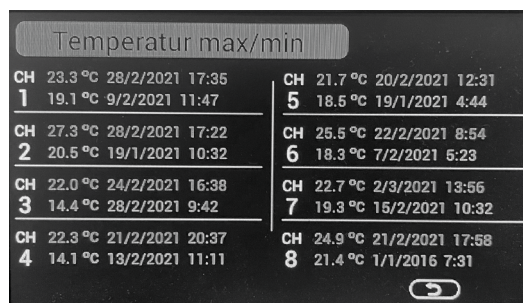 Temperatur max/min
CH 23.3 °C 28/2/2021 17:35
1 19.1 °C 9/2/2021 11:47
CH 27.3 °C 28/2/2021 17:22
2 20.5 °C 19/1/2021 10:32
CH 22.0 °C 24/2/2021 16:38
3 14.4 °C 28/2/2021 9:42
CH 22.3 °C 21/2/2021 20:37
4 14.1 °C 13/2/2021 11:11
CH 21.7 °C 20/2/2021 12:31
5 18.5 °C 19/1/2021 4:44
CH 25.5 °C 22/2/2021 8:54
6 18.3 °C 7/2/2021 5:23
CH 22.7 °C 2/3/2021 13:56
7 19.3 °C 15/2/2021 10:32
CH 24.9 °C 21/2/2021 17:58
8 21.4 °C 1/1/2016 7:31